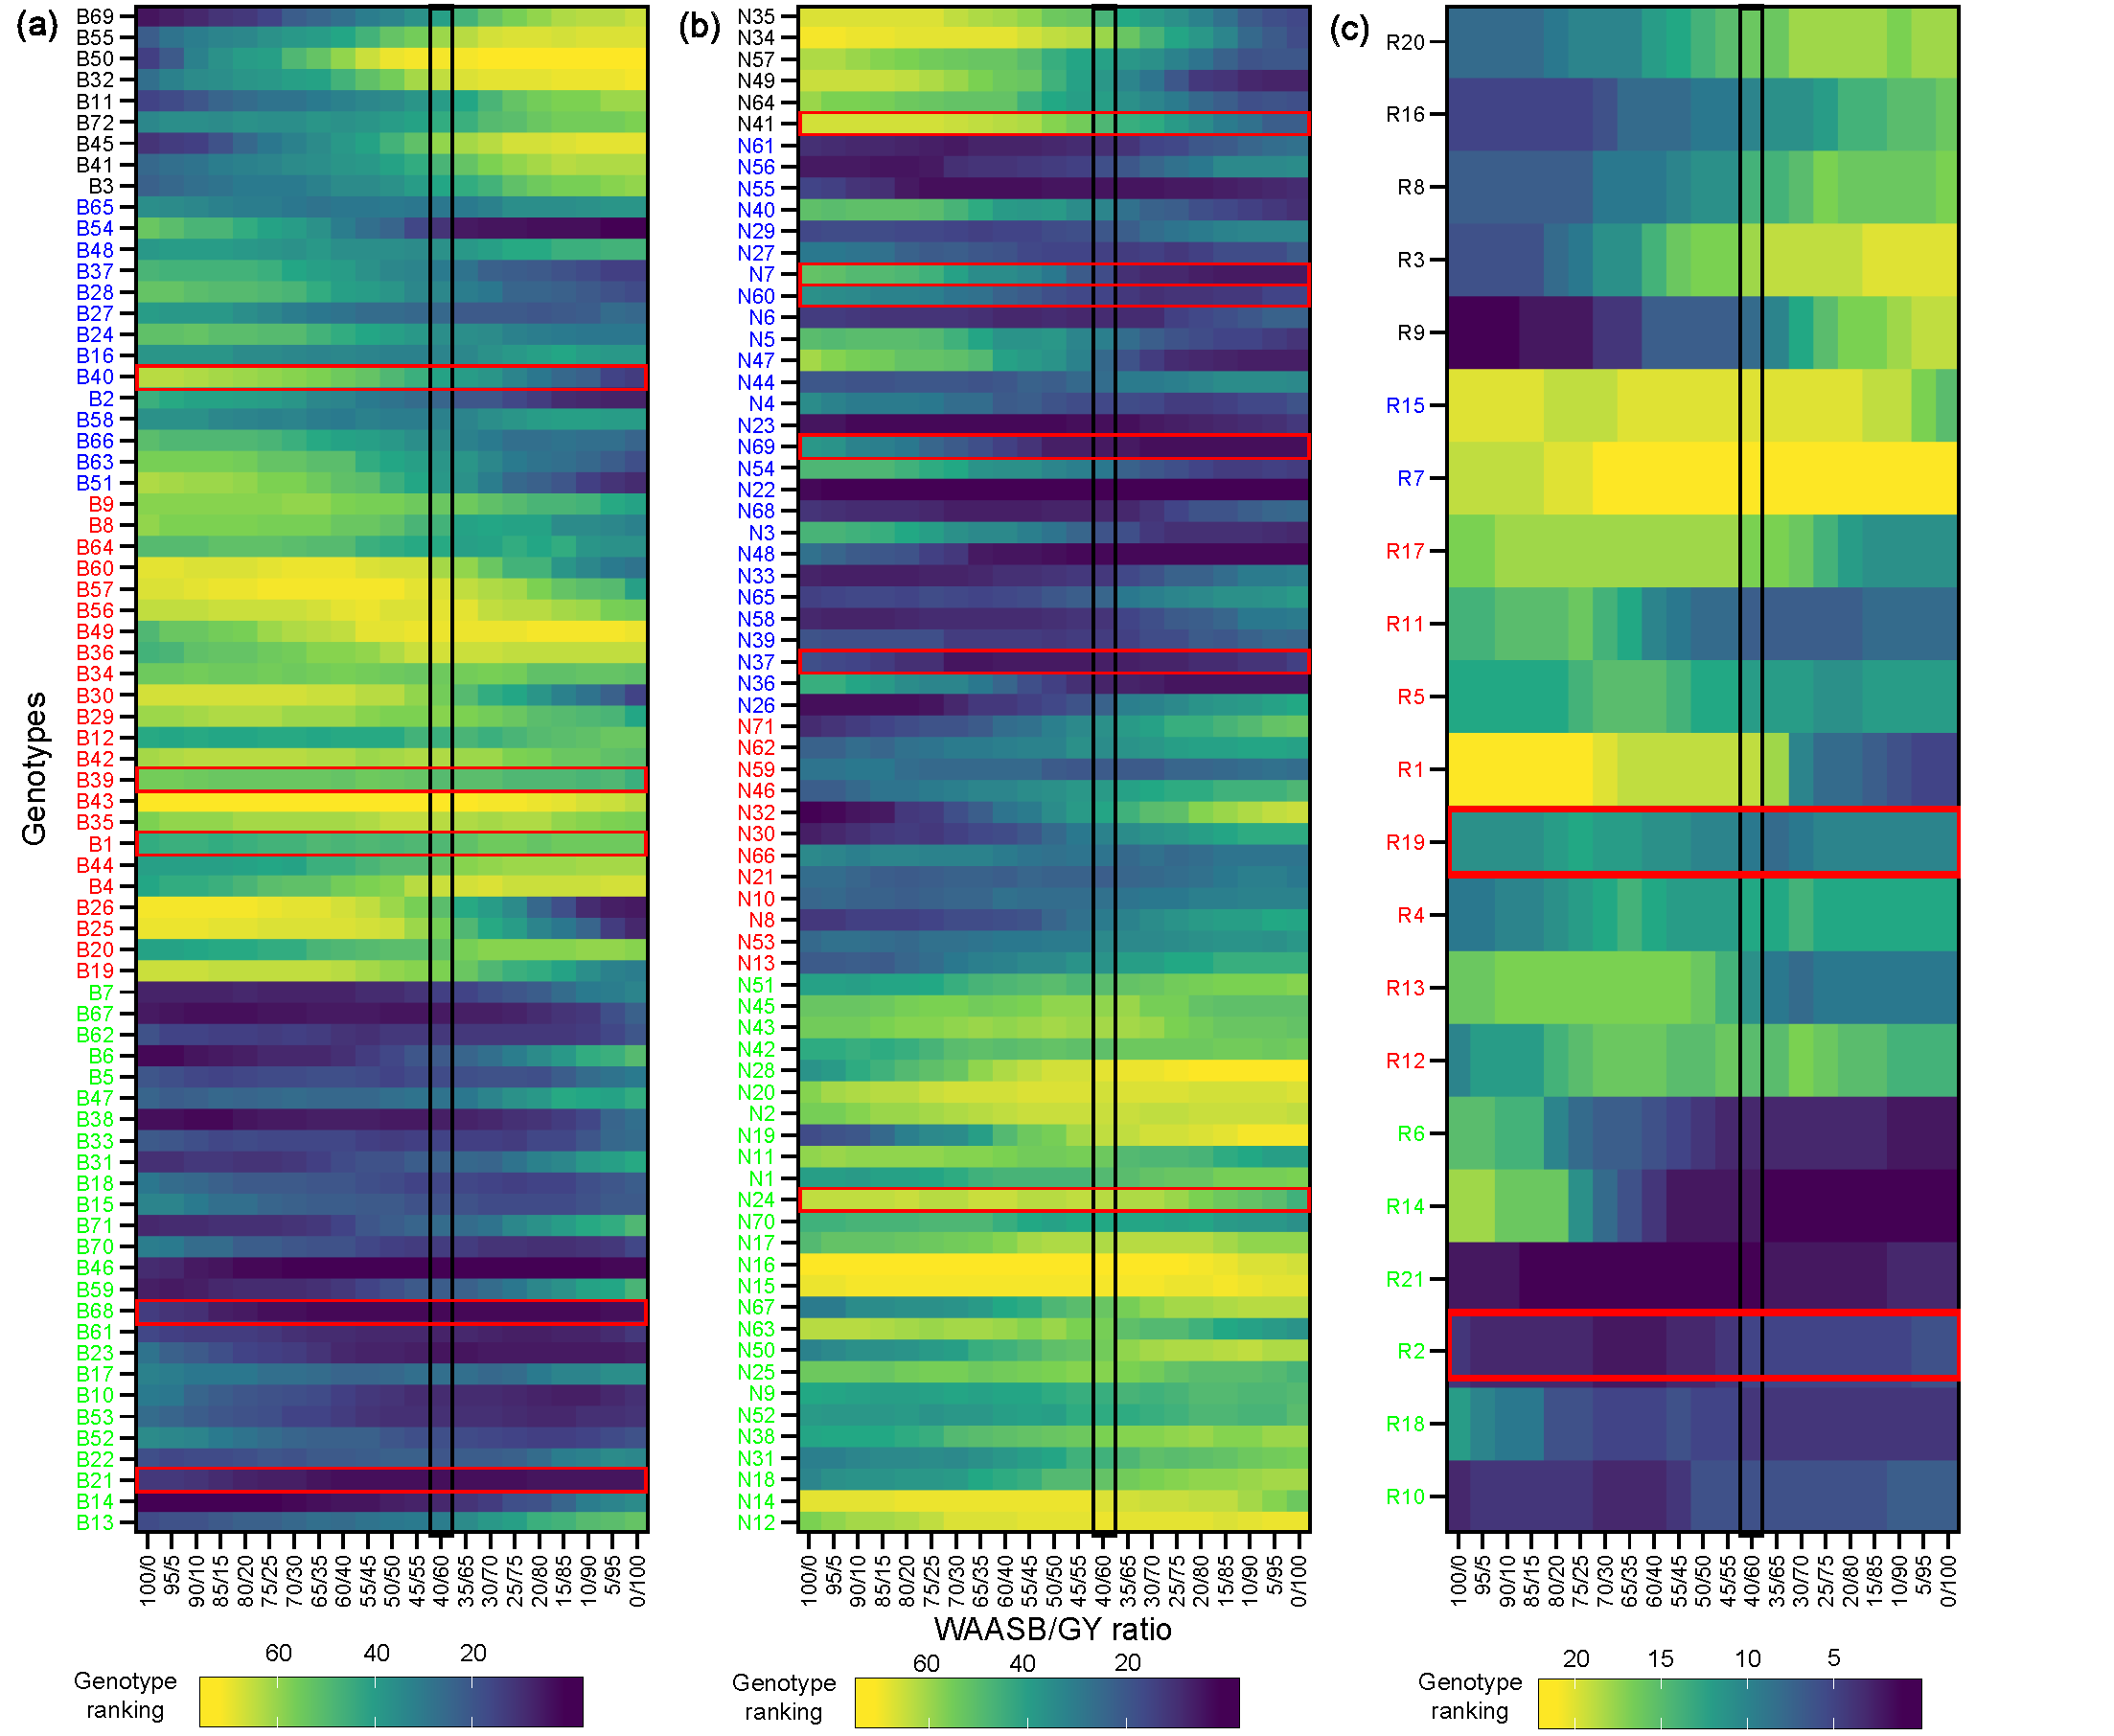 (a)
B69
B55
B50
B32
B11
B72
B45
B41
B3
B65
B54
B48
B37
B28
B27
B24
B16
B40
B2
B58
B66
B63
B51
B9
B8
B64
B60
B57
B56
B49
B36
B34
B30
B29
B12
B42
B39
B43
B35
B1
B44
B4
B26
B25
B20
B19
B7
B67
B62
B6
B5
B47
B38
B33
B31
B18
B15
B71
B70
B46
B59
B68
B61
B23
B17
B10
B53
B52
B22
B21
B14
B13
Genotypes
100/0
95/5
90/10
85/15
80/20
75/25
70/30
65/35
60/40
55/45
50/50
45/55
40/60
35/65
30/70
25/75
20/80
15/85
10/90
5/95
0/100
(b)
N35
N34
N57
N49
N64
N41
N61
N56
N55
N40
N29
N27
N7
N60
N6
N5
N47
N44
N4
N23
N69
N54
N22
N68
N3
N48
N33
N65
N58
N39
N37
N36
N26
N71
N62
N59
N46
N32
N30
N66
N21
N10
N8
N53
N13
N51
N45
N43
N42
N28
N20
N2
N19
N11
N1
N24
N70
N17
N16
N15
N67
N63
N50
N25
N9
N52
N38
N31
N18
N14
N12
100/0
95/5
90/10
85/15
80/20
75/25
70/30
65/35
60/40
55/45
50/50
45/55
40/60
35/65
30/70
25/75
20/80
15/85
10/90
5/95
0/100
(c)
R20
R16
R8
R3
R9
R15
R7
R17
R11
R5
R1
R19
R4
R13
R12
R6
R14
R21
R2
R18
R10
100/0
95/5
90/10
85/15
80/20
75/25
70/30
65/35
60/40
55/45
50/50
45/55
40/60
35/65
30/70
25/75
20/80
15/85
10/90
5/95
0/100
WAASB/GY ratio
60 40 20
Genotype
ranking
60 40 20
Genotype
ranking
20 15 10 5
Genotype
ranking